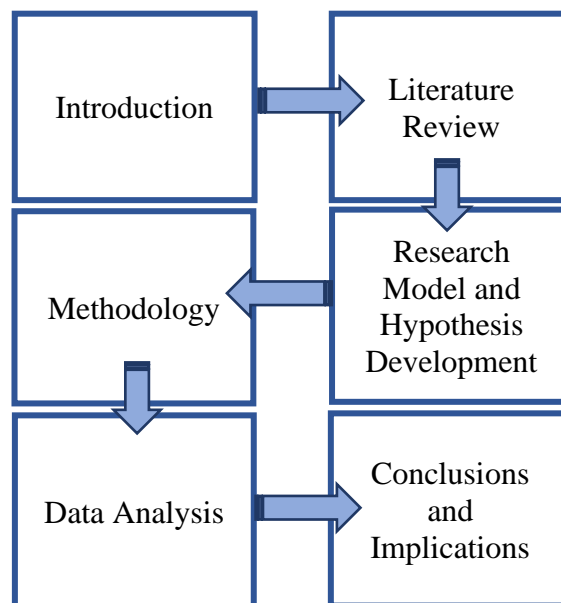 Introduction
Literature
Review
Research
Model and
Hypothesis
Development
Methodology
Data Analysis
Conclusions
and
Implications